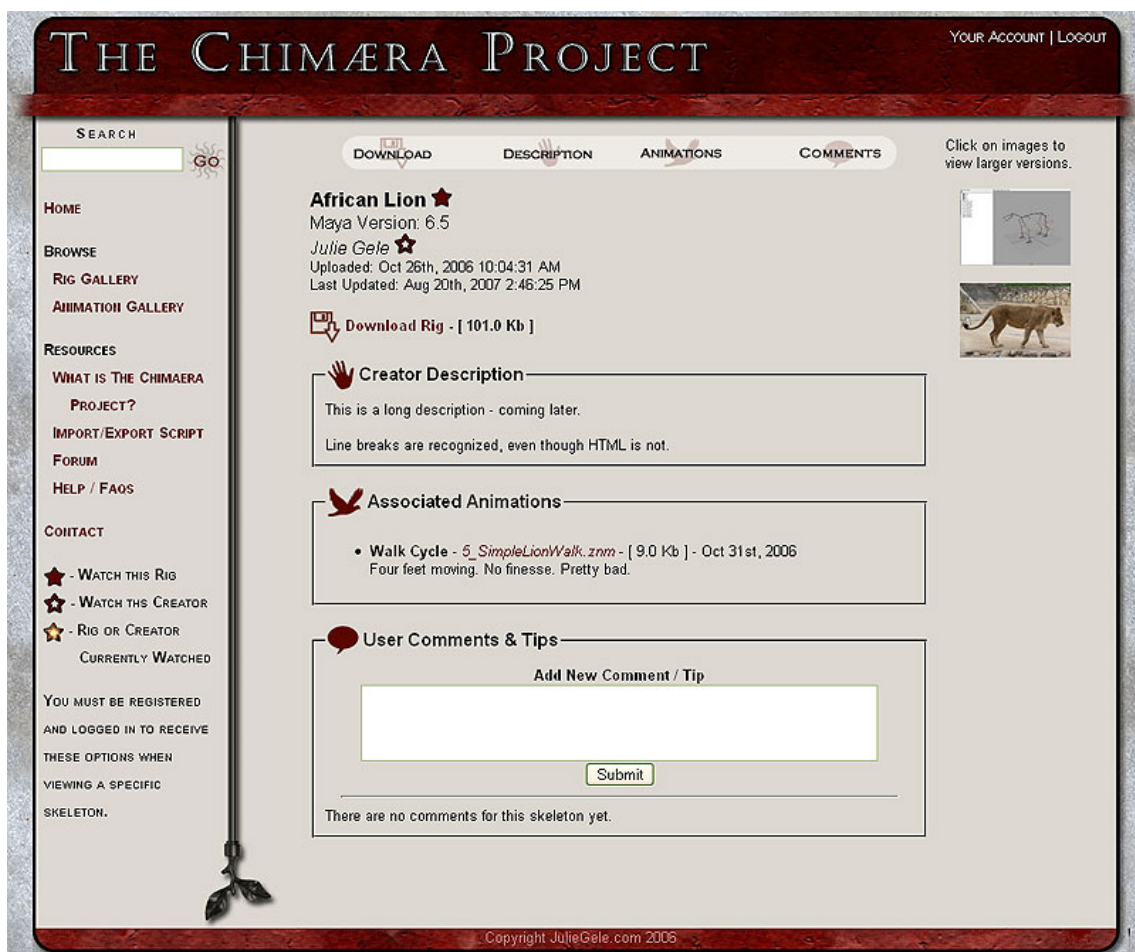 THE CHIMÆRA PROJECT
YOUR ACCOUNT | LOGOUT
SEARCH
GO
HOME
BROWSE
RIG GALLERY
ANIMATION GALLERY
RESOURCES
WHAT IS THE CHIMAERA
PROJECT?
IMPORT/EXPORT SCRIPT
FORUM
HELP / FAQS
CONTACT
- WATCH THIS RIG
- WATCH THS CREATOR
- RIG OR CREATOR
CURRENTLY WATCHED
YOU MUST BE REGISTERED
AND LOGGED IN TO RECEIVE
THESE OPTIONS WHEN
VIEWING A SPECIFIC
SKELETON.
DOWNLOAD DESCRIPTION ANIMATIONS COMMENTS
African Lion
Maya Version: 6.5
Julie Gele
Uploaded: Oct 26th, 2006 10:04:31 AM
Last Updated: Aug 20th, 2007 2:46:25 PM
Download Rig - [ 101.0 Kb ]
Creator Description
This is a long description - coming later.
Line breaks are recognized, even though HTML is not.
Associated Animations
• Walk Cycle - 5_SimpleLionWalk.znm - [ 9.0 Kb ] - Oct 31st, 2006
Four feet moving. No finesse. Pretty bad.
User Comments & Tips
Add New Comment / Tip
Submit
There are no comments for this skeleton yet.
Click on images to
view larger versions.
Copyright JulieGele.com 2006